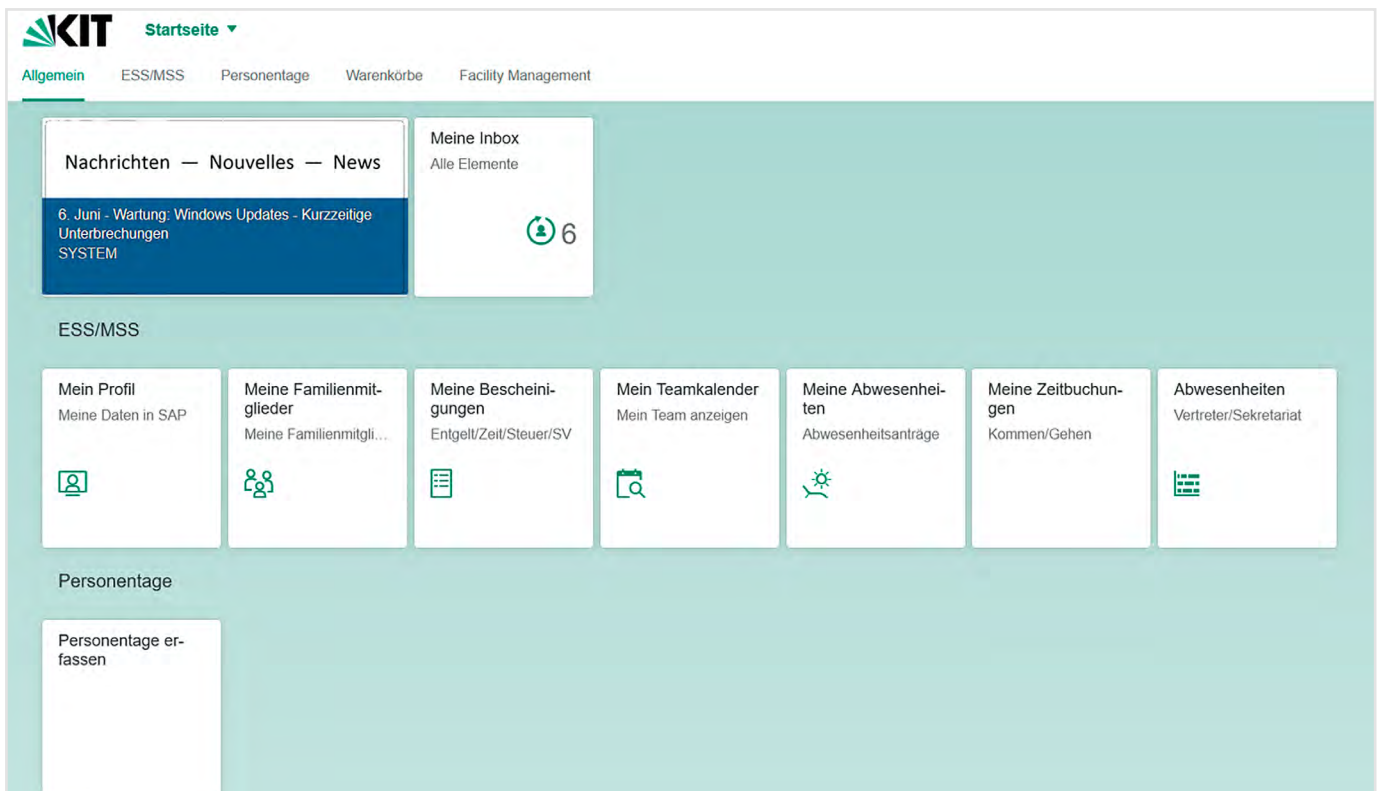 KIT Startseite
Allgemein ESS/MSS Personentage Warenkörbe Facility Management
Nachrichten — Nouvelles — News
6. Juni - Wartung: Windows Updates - Kurzzeitige
Unterbrechungen
SYSTEM
Meine Inbox
Alle Elemente
6
ESS/MSS
Mein Profil
Meine Daten in SAP
Meine Familienmit-
glieder
Meine Familienmitgli...
Meine Bescheini-
gungen
Entgelt/Zeit/Steuer/SV
Mein Teamkalender
Mein Team anzeigen
Meine Abwesenhei-
ten
Abwesenheitsanträge
Meine Zeitbuchun-
gen
Kommen/Gehen
Abwesenheiten
Vertreter/Sekretariat
Personentage
Personentage er-
fassen